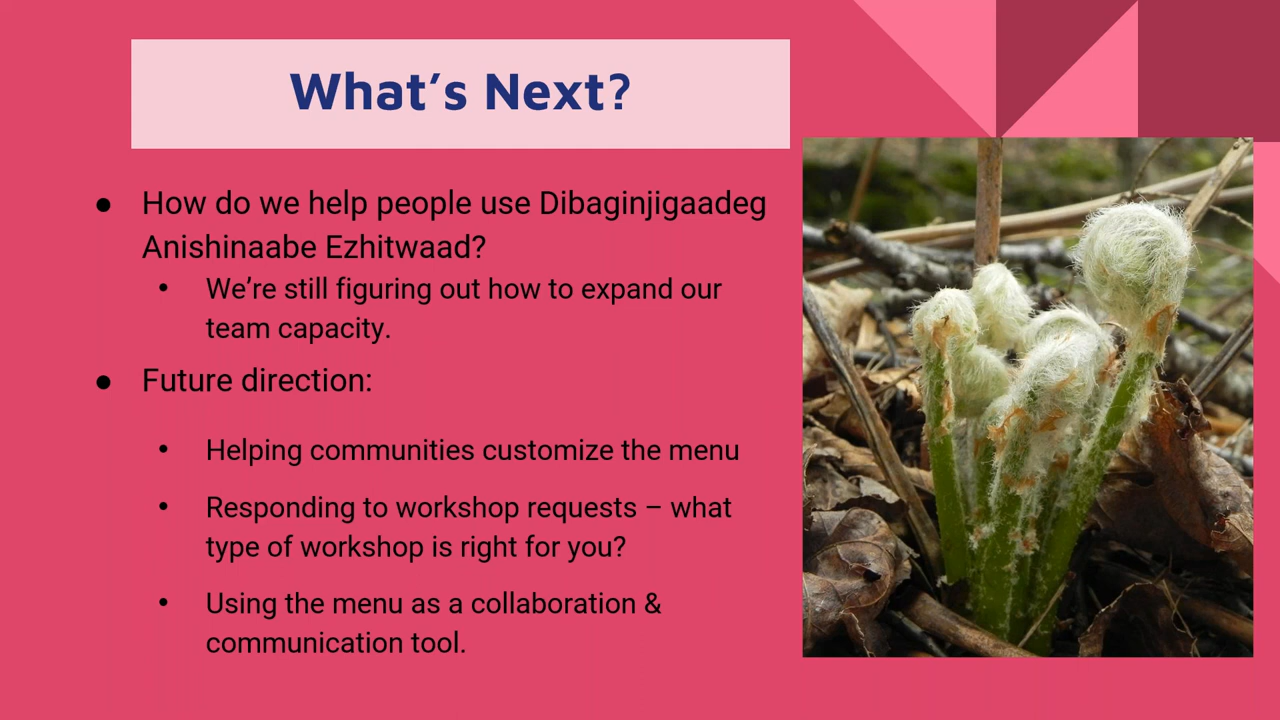 What’s Next?
● How do we help people use Dibaginjigaadeg
Anishinaabe Ezhitwaad?
• We’re still figuring out how to expand our
team capacity.
● Future direction:
• Helping communities customize the menu
• Responding to workshop requests – what
type of workshop is right for you?
• Using the menu as a collaboration &
communication tool.